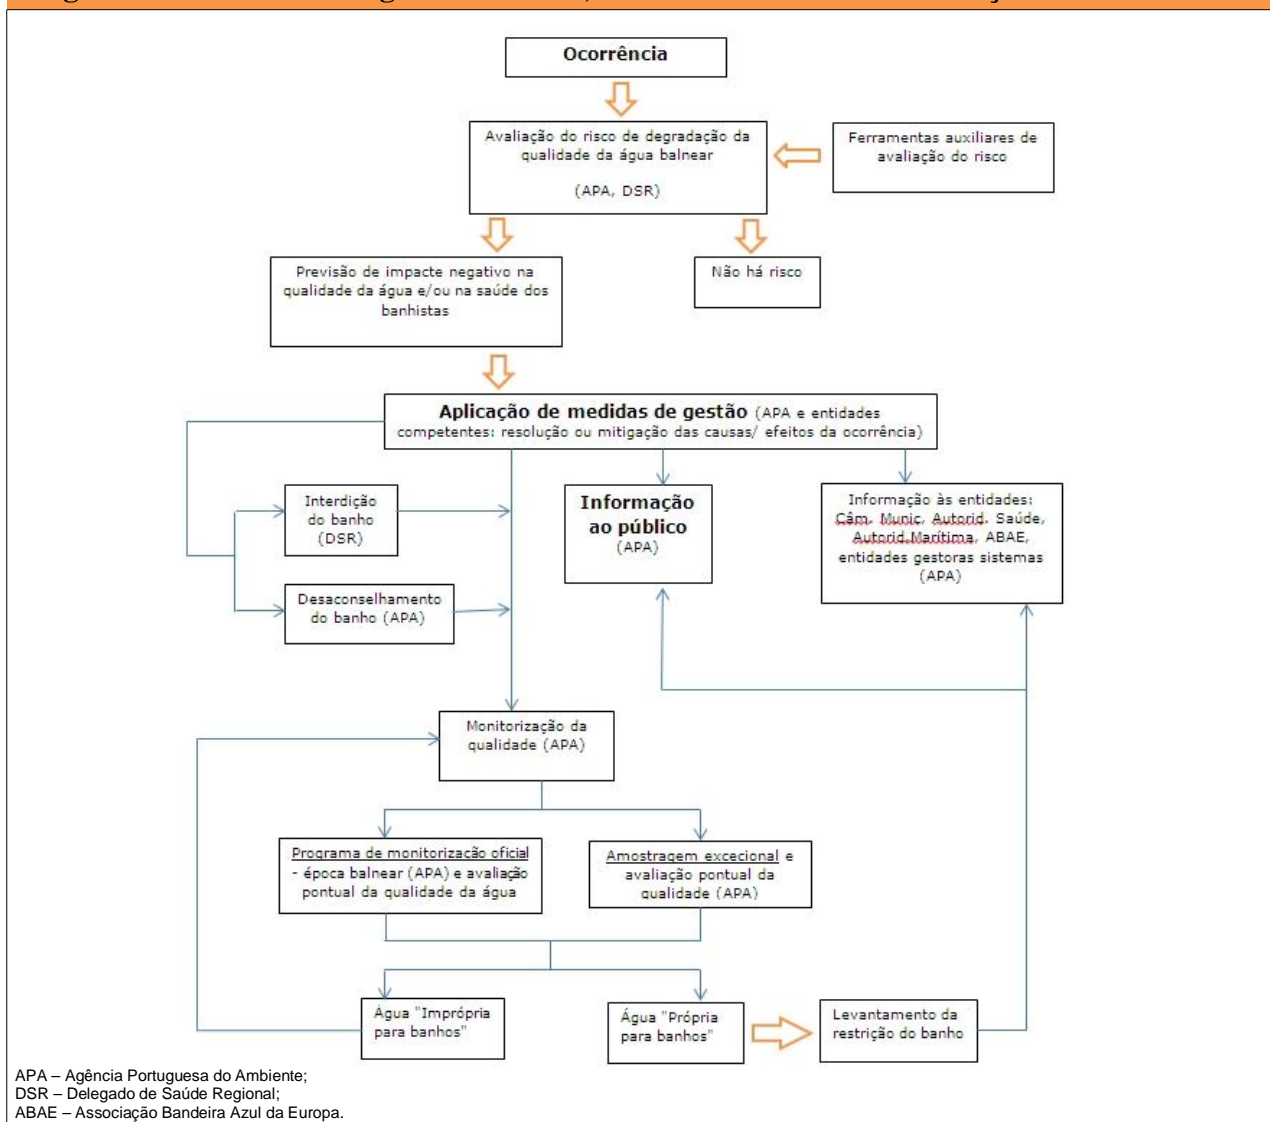 Ocorrência
Avaliação do risco de degradação da
qualidade da água balnear
(APA, DSR)
Ferramentas auxiliares de
avaliação do risco
Previsão de impacte negativo na
qualidade da água e/ou na saúde dos
banhistas
Não há risco
Aplicação de medidas de gestão (APA e entidades
competentes: resolução ou mitigação das causas/ efeitos da ocorrência)
Interdição
do banho
(DSR)
Informação
ao público
(APA)
Informação às entidades:
Câm. Munic, Autorid. Saúde,
Autorid.Marítima, ABAE,
entidades gestoras sistemas
(APA)
Desaconselhamento
do banho (APA)
Monitorização da
qualidade (APA)
Programa de monitorização oficial
- época balnear (APA) e avaliação
pontual da qualidade da água
Amostragem excecional e
avaliação pontual da
qualidade (APA)
Água "Imprópria
para banhos"
Água "Própria
para banhos"
Levantamento da
restrição do banho
APA – Agência Portuguesa do Ambiente;
DSR – Delegado de Saúde Regional;
ABAE – Associação Bandeira Azul da Europa.